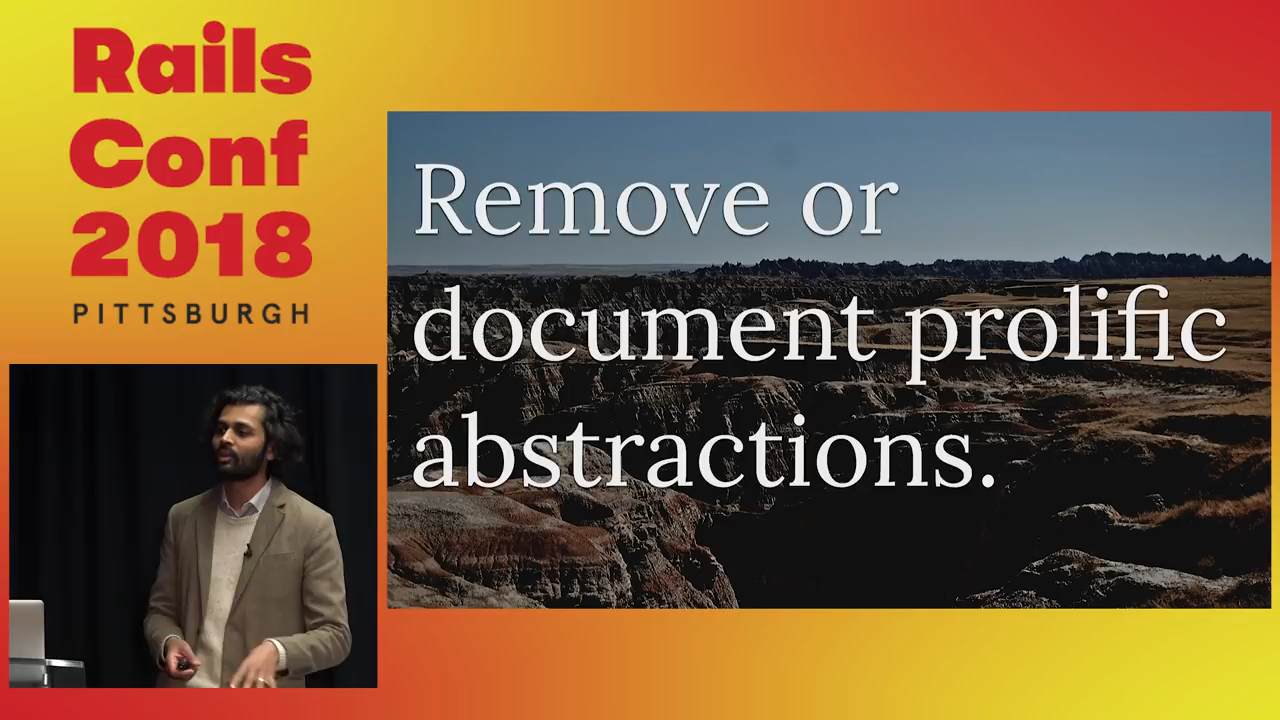 Rails
Conf
2018
PITTSBURGH
Remove or
document prolific
abstractions.